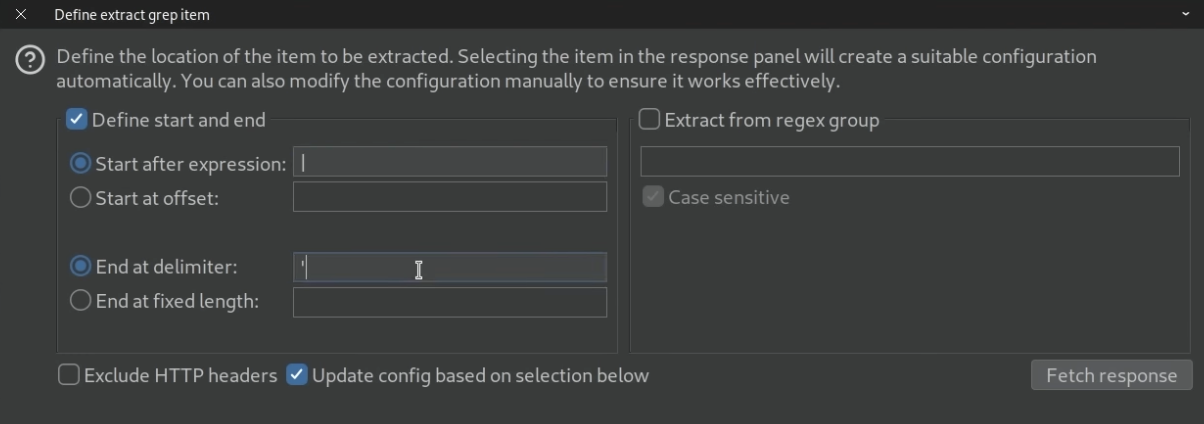 Define extract grep item
Define the location of the item to be extracted. Selecting the item in the response panel will create a suitable configuration
automatically. You can also modify the configuration manually to ensure it works effectively.
Define start and end
Start after expression: |
Start at offset:
End at delimiter: '
End at fixed length:
Extract from regex group
Case sensitive
Exclude HTTP headers
Update config based on selection below
Fetch response